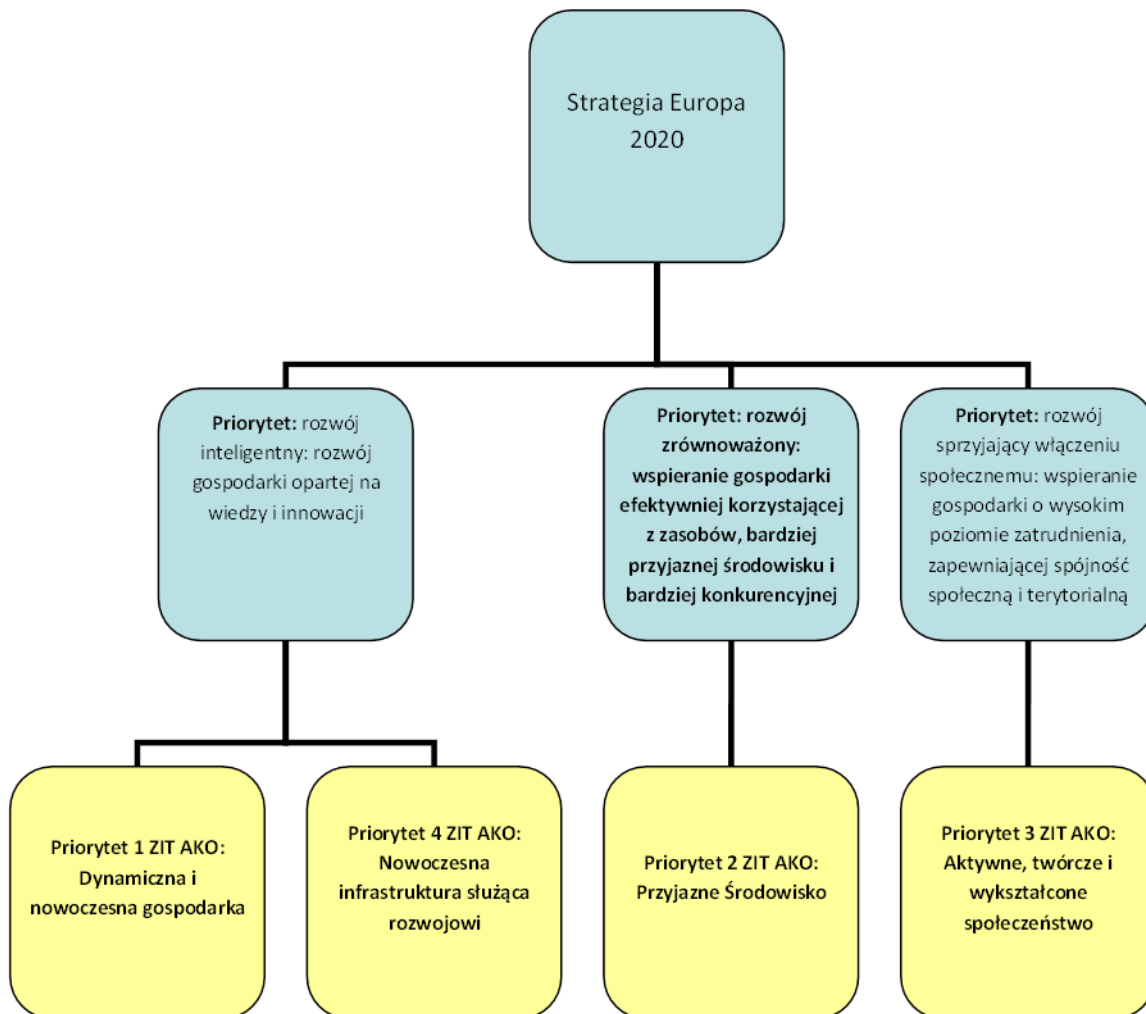 Strategia Europa
2020
Priorytet: rozwój
inteligentny: rozwój
gospodarki opartej na
wiedzy i innowacji
Priorytet: rozwój
zrównoważony:
wspieranie gospodarki
efektywniej korzystającej
z zasobów, bardziej
przyjaznej środowisku i
bardziej konkurencyjnej
Priorytet: rozwój
sprzyjający włączeniu
społecznemu: wspieranie
gospodarki o wysokim
poziomie zatrudnienia,
zapewniającej spójność
społeczną i terytorialną
Priorytet 1 ZIT AKO:
Dynamiczna i
nowoczesna gospodarka
Priorytet 4 ZIT AKO:
Nowoczesna
infrastruktura służąca
rozwojowi
Priorytet 2 ZIT AKO:
Przyjazne Środowisko
Priorytet 3 ZIT AKO:
Aktywne, twórcze i
wykształcone
społeczeństwo